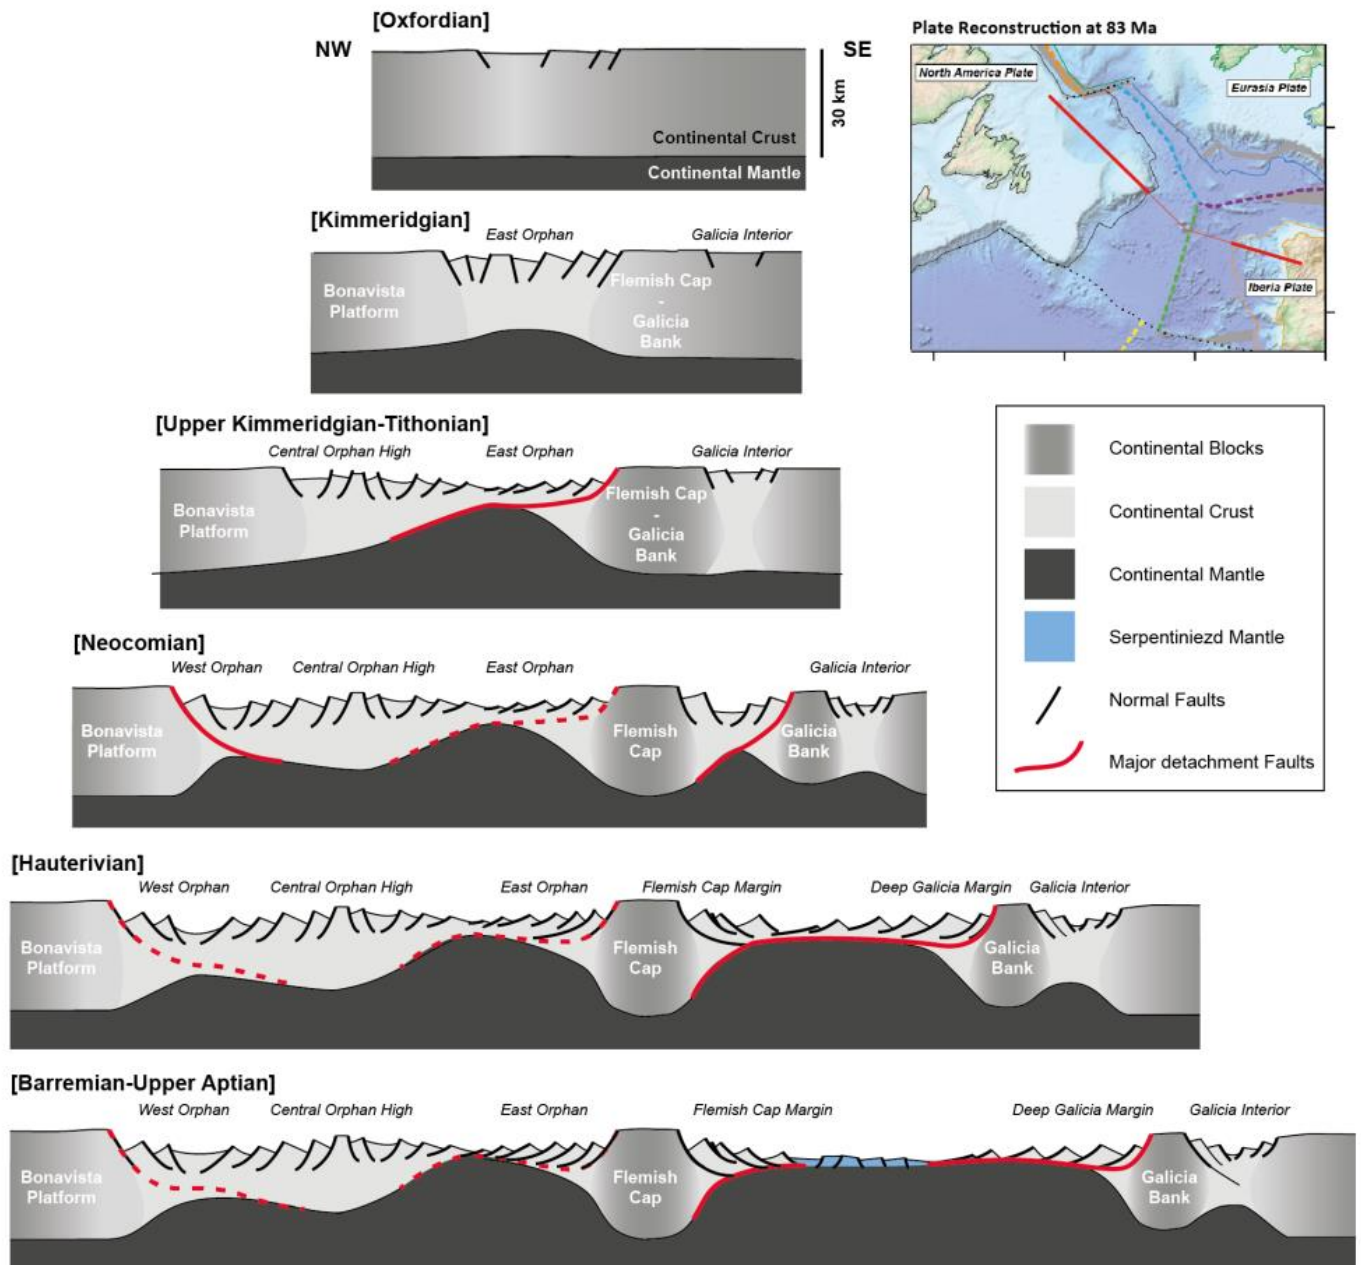 [Oxfordian]
NW
SE
30 km
Continental Crust
Continental Mantle
Plate Reconstruction at 83 Ma
North America Plate
Eurasia Plate
Iberia Plate
[Kimmeridgian]
East Orphan
Galicia Interior
Bonavista
Platform
Flemish Cap
-
Galicia
Bank
[Upper Kimmeridgian-Tithonian]
Central Orphan High
East Orphan
Galicia Interior
Bonavista
Platform
Flemish Cap
-
Galicia
Bank
Continental Blocks
Continental Crust
Continental Mantle
Serpentiniezd Mantle
Normal Faults
Major detachment Faults
[Neocomian]
West Orphan
Central Orphan High
East Orphan
Galicia Interior
Bonavista
Platform
Flemish
Cap
Galicia
Bank
[Hauterivian]
West Orphan
Central Orphan High
East Orphan
Flemish Cap Margin
Deep Galicia Margin
Galicia Interior
Bonavista
Platform
Flemish
Cap
Galicia
Bank
[Barremian-Upper Aptian]
West Orphan
Central Orphan High
East Orphan
Flemish Cap Margin
Deep Galicia Margin
Galicia Interior
Bonavista
Platform
Flemish
Cap
Galicia
Bank